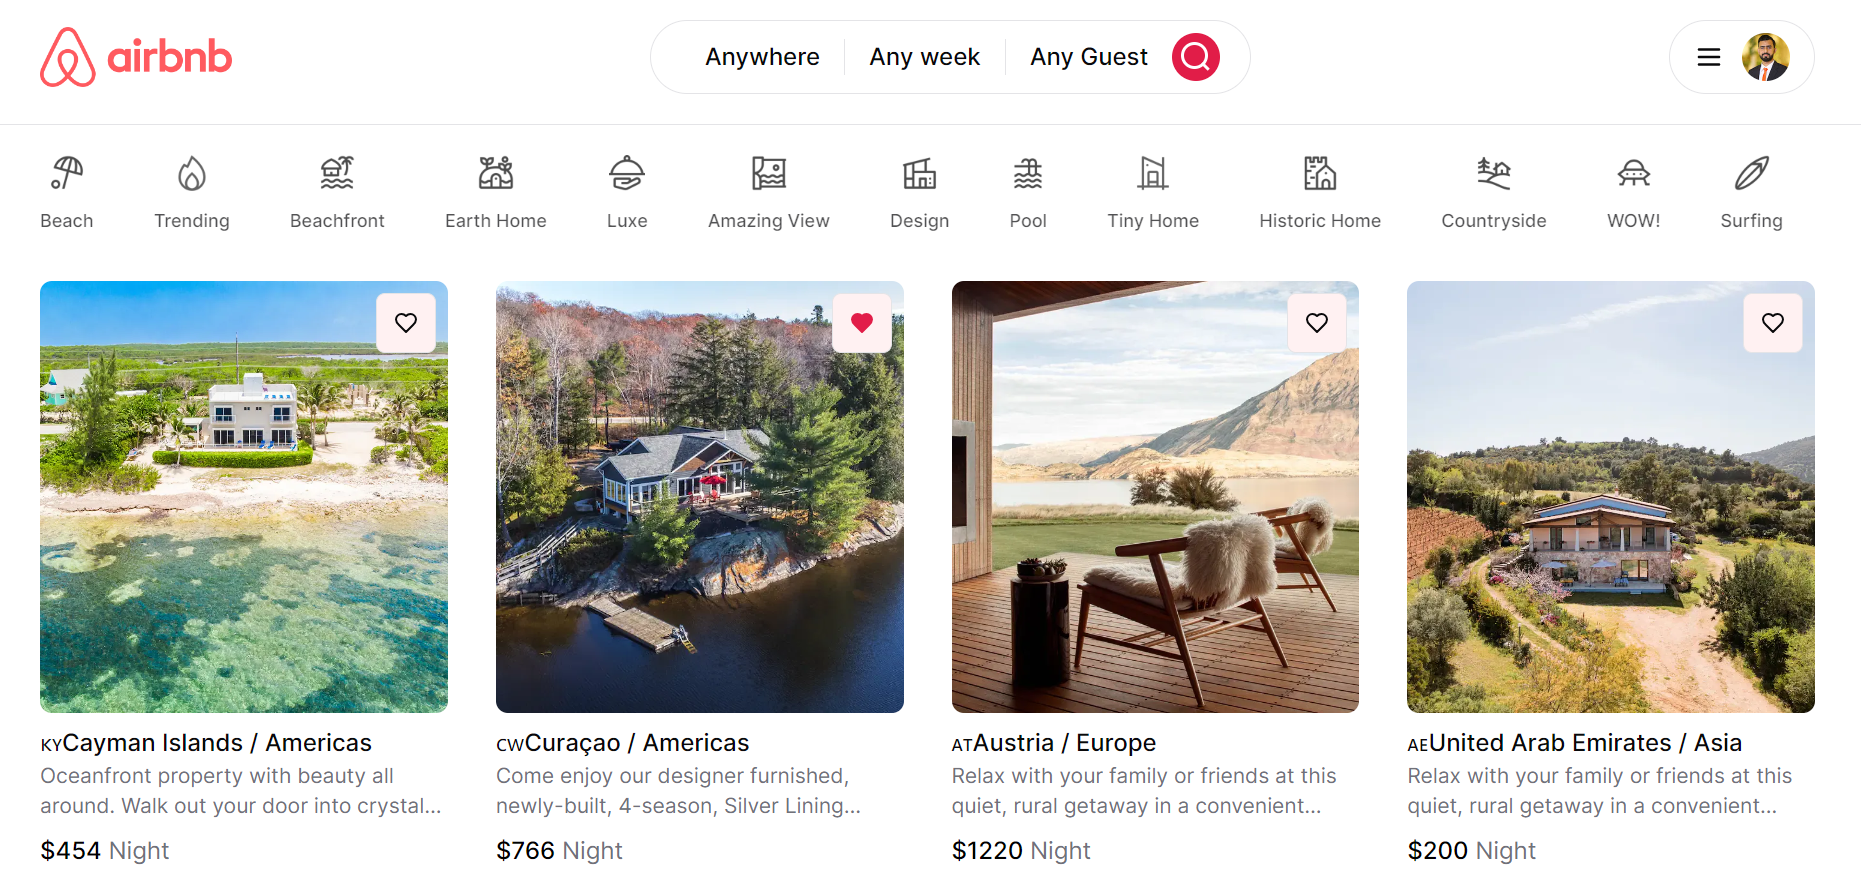 airbnb
Anywhere
Any week
Any Guest
Beach
Trending
Beachfront
Earth Home
Luxe
Amazing View
Design
Pool
Tiny Home
Historic Home
Countryside
WOW!
Surfing
KYCayman Islands / Americas
Oceanfront property with beauty all
around. Walk out your door into crystal...
$454 Night
CWCuraçao / Americas
Come enjoy our designer furnished,
newly-built, 4-season, Silver Lining...
$766 Night
ATAustria / Europe
Relax with your family or friends at this
quiet, rural getaway in a convenient...
$1220 Night
AEUnited Arab Emirates / Asia
Relax with your family or friends at this
quiet, rural getaway in a convenient...
$200 Night